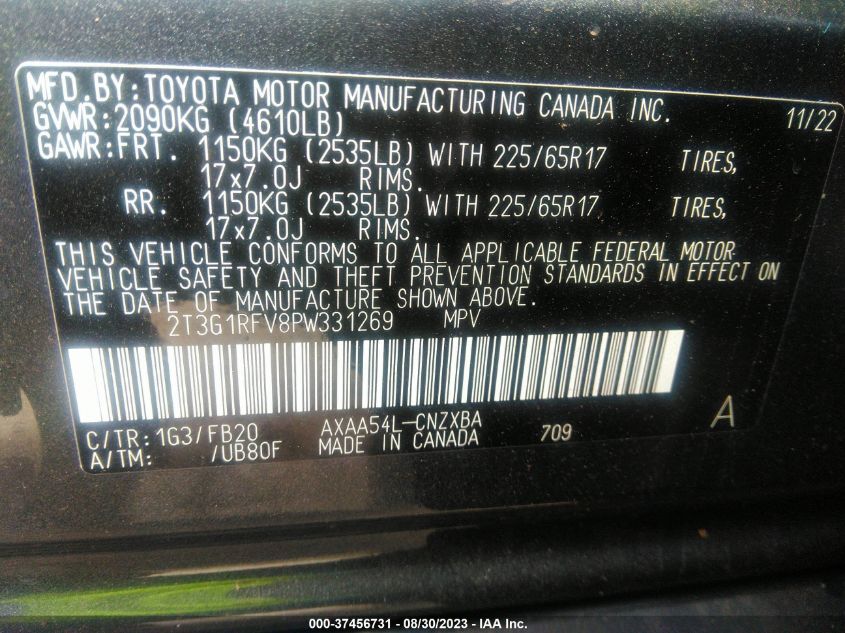 MFD.BY:TOYOTA MOTOR MANUFACTURING CANADA INC. 11/22
GVWR:2090KG (4610LB)
GAWR:FRT. 1150KG (2535LB) WITH 225/65R17 TIRES,
17x7.0J RIMS.
RR. 1150KG (2535LB) WITH 225/65R17 TIRES,
17x7.0J RIMS.
THIS VEHICLE CONFORMS TO ALL APPLICABLE FEDERAL MOTOR
VEHICLE SAFETY AND THEFT PREVENTION STANDARDS IN EFFECT ON
THE DATE OF MANUFACTURE SHOWN ABOVE.
2T3G1RFV8PW331269 MPV
C/TR:1G3/FB20 AXAA54L-CNZXBA A
A/TM: /UB80F MADE IN CANADA 709
000-37456731 - 08/30/2023 - IAA Inc.